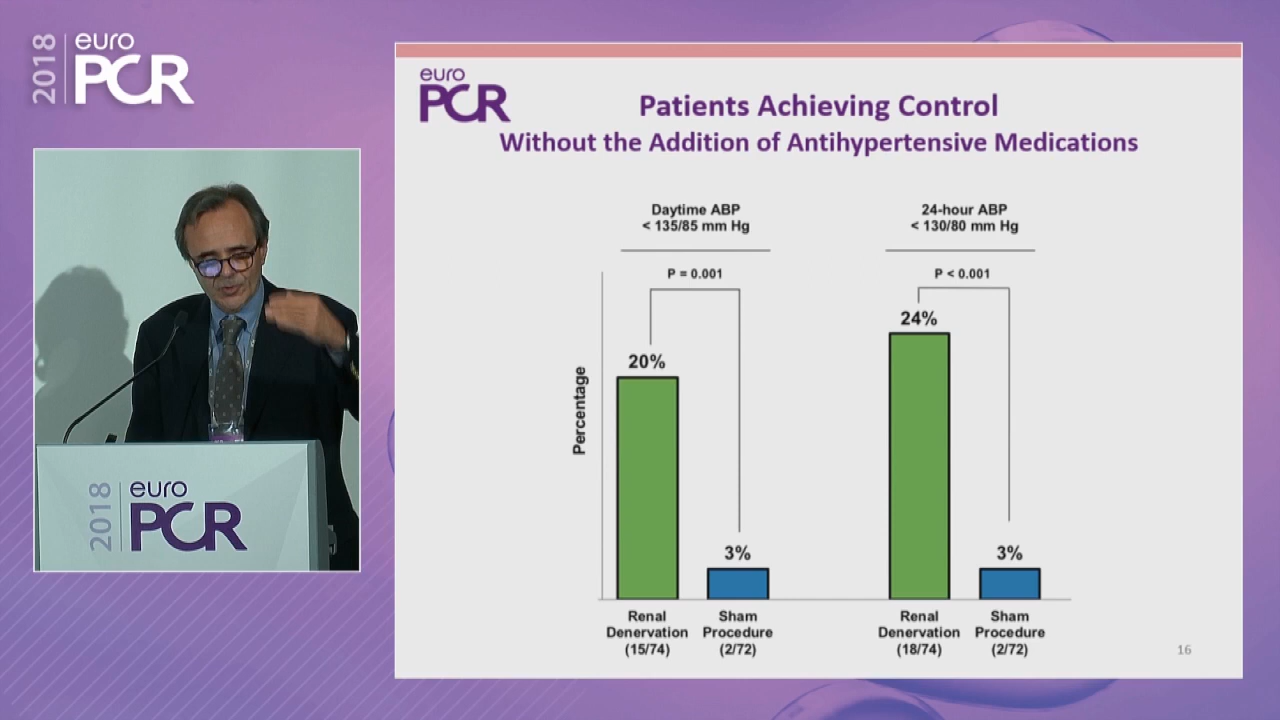 2018
euro
PCR
2018
euro
PCR
euro
PCR
Patients Achieving Control
Without the Addition of Antihypertensive Medications
Daytime ABP
< 135/85 mm Hg
P = 0.001
20%
3%
Percentage
Renal
Denervation
(15/74)
Sham
Procedure
(2/72)
24-hour ABP
< 130/80 mm Hg
P < 0.001
24%
3%
Renal
Denervation
(18/74)
Sham
Procedure
(2/72)
16